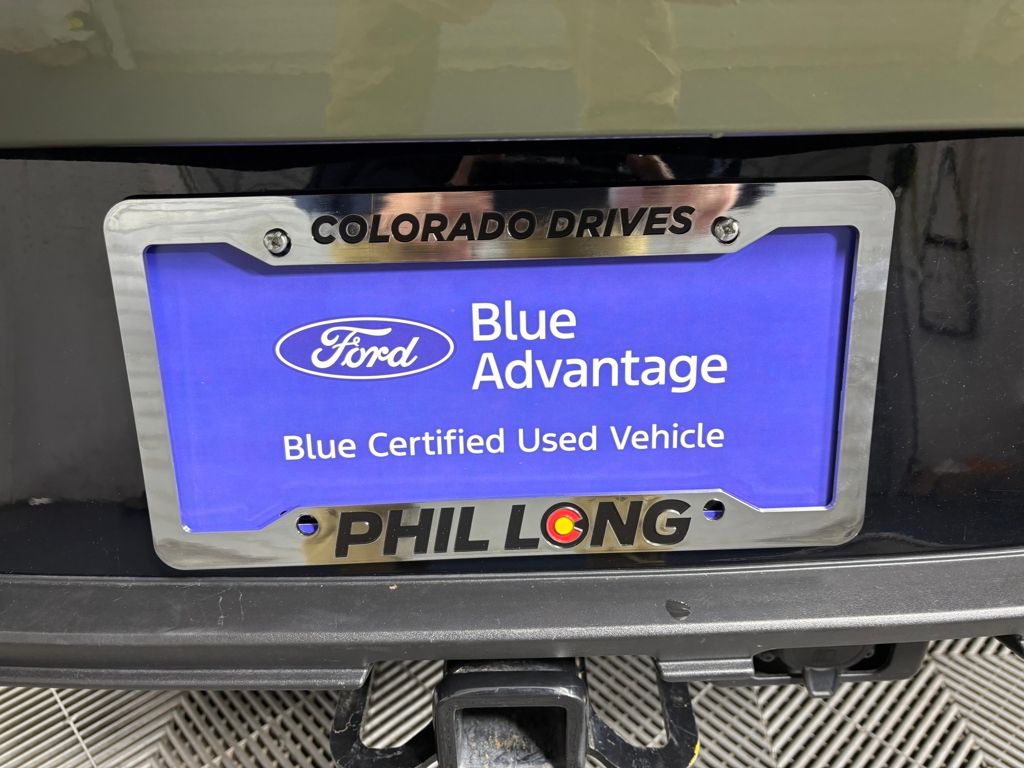 COLORADO DRIVES
Ford
Blue
Advantage
Blue Certified Used Vehicle
PHIL LONG